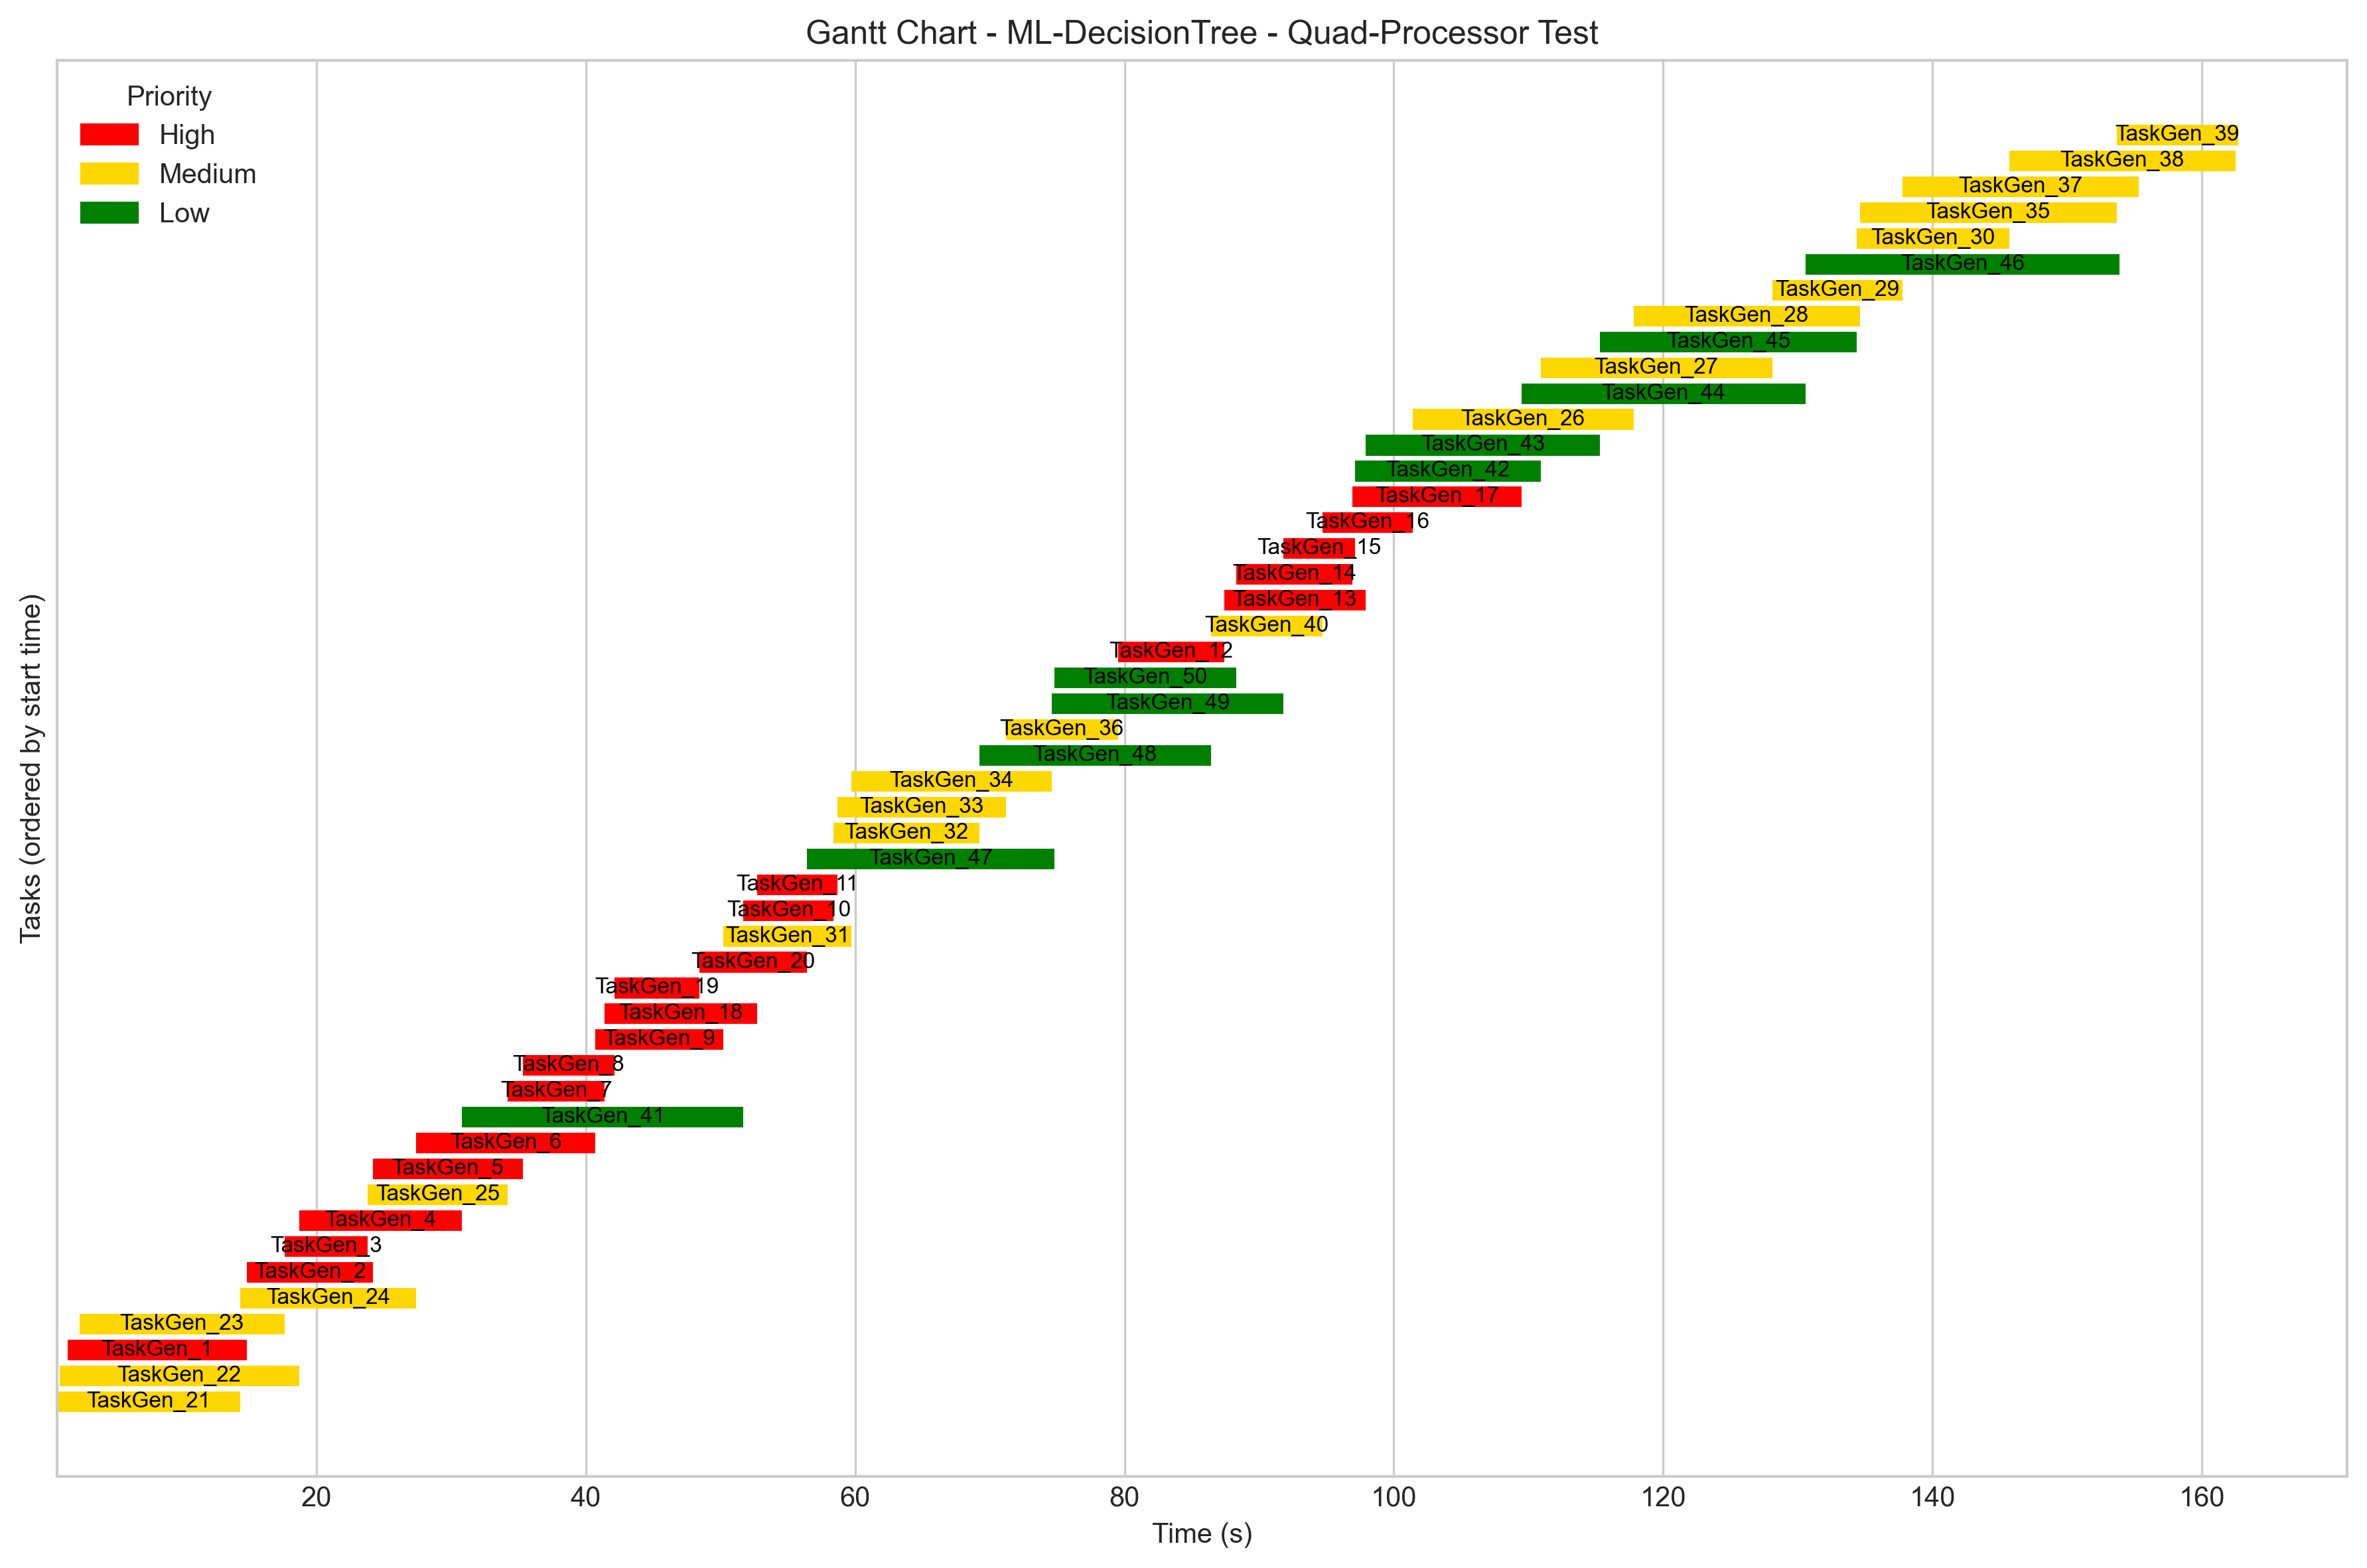 Gantt Chart - ML-DecisionTree - Quad-Processor Test
Priority
High
Medium
Low
TaskGen_39
TaskGen_38
TaskGen_37
TaskGen_35
TaskGen_30
TaskGen_46
TaskGen_29
TaskGen_28
TaskGen_45
TaskGen_27
TaskGen_44
TaskGen_26
TaskGen_43
TaskGen_42
TaskGen_17
TaskGen_16
TaskGen_15
TaskGen_14
TaskGen_13
TaskGen_40
TaskGen_12
TaskGen_50
TaskGen_49
TaskGen_36
TaskGen_48
TaskGen_34
TaskGen_33
TaskGen_32
TaskGen_47
TaskGen_11
TaskGen_10
TaskGen_31
TaskGen_20
TaskGen_19
TaskGen_18
TaskGen_9
TaskGen_8
TaskGen_7
TaskGen_41
TaskGen_6
TaskGen_5
TaskGen_25
TaskGen_4
TaskGen_3
TaskGen_2
TaskGen_24
TaskGen_23
TaskGen_1
TaskGen_22
TaskGen_21
Tasks (ordered by start time)
20 40 60 80 100 120 140 160
Time (s)